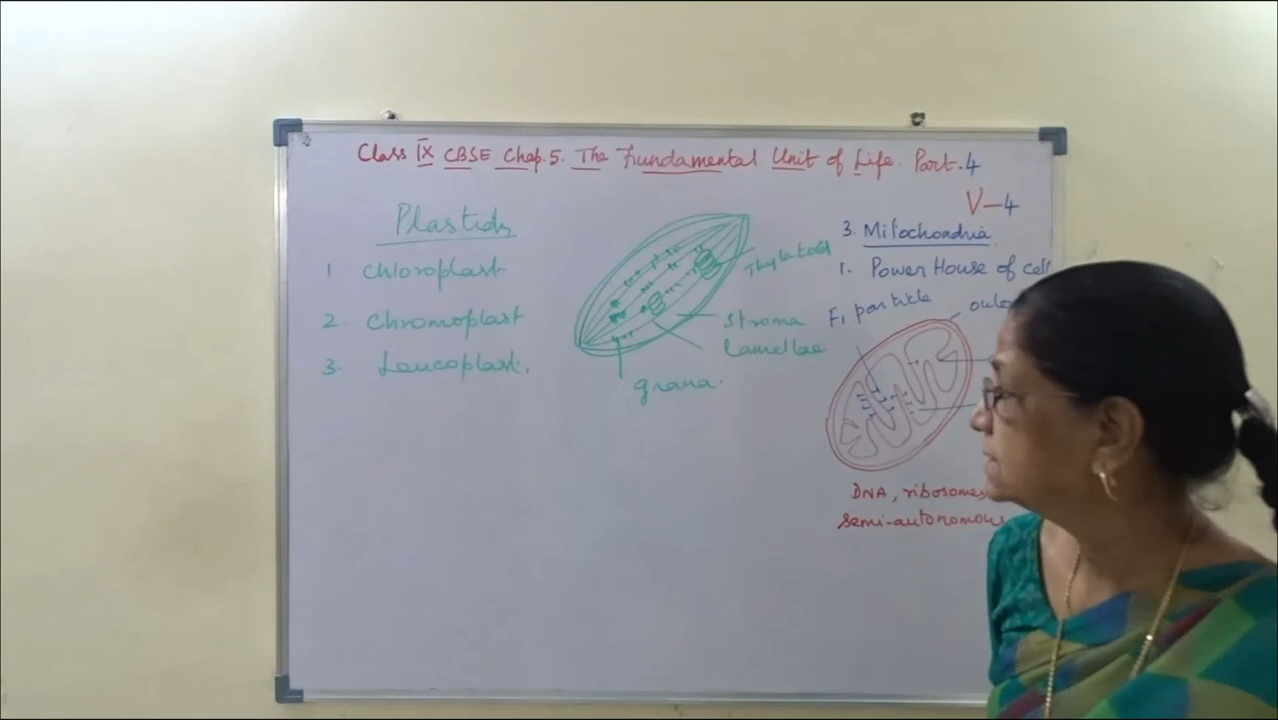 Class IX CBSE Chap. 5. The Fundamental Unit of Life. Part-4
V-4
Plastids
1 Chloroplast
2. Chromoplast
3. Leucoplast.
Thylakoid
Stroma
Lamellae
grana.
3. Mitochondria
1. Power House of cell
F1 particle
DNA, ribosomes,
semi-autonomous